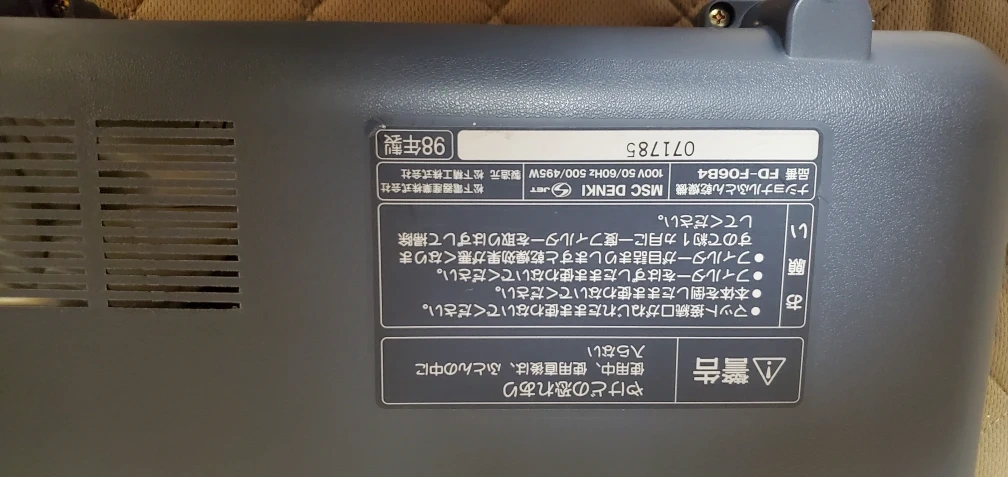 警告
やけどの恐れあり
使用中、使用直後は、ふとんの中に
入らない
お願い
●マット接続口がねじれたまま使わないでください。
●本体を倒したまま使わないでください。
●フィルターをはずしたまま使わないでください。
●フィルターが目詰まりしますと乾燥効果が悪くなりま
すので約1カ月に一度フィルターを取りはずして掃除
してください。
ナショナルふとん乾燥機
品番 FD-F06B4
MSC DENKI S JET
100V 50/60Hz 500/495W
松下電器産業株式会社
製造元 松下精工株式会社
071785
98年製